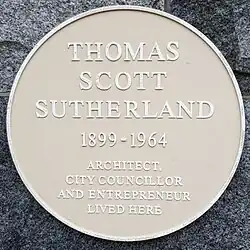 THOMAS
SCOTT
SUTHERLAND
1899-1964
ARCHITECT,
CITY COUNCILLOR
AND ENTREPRENEUR
LIVED HERE